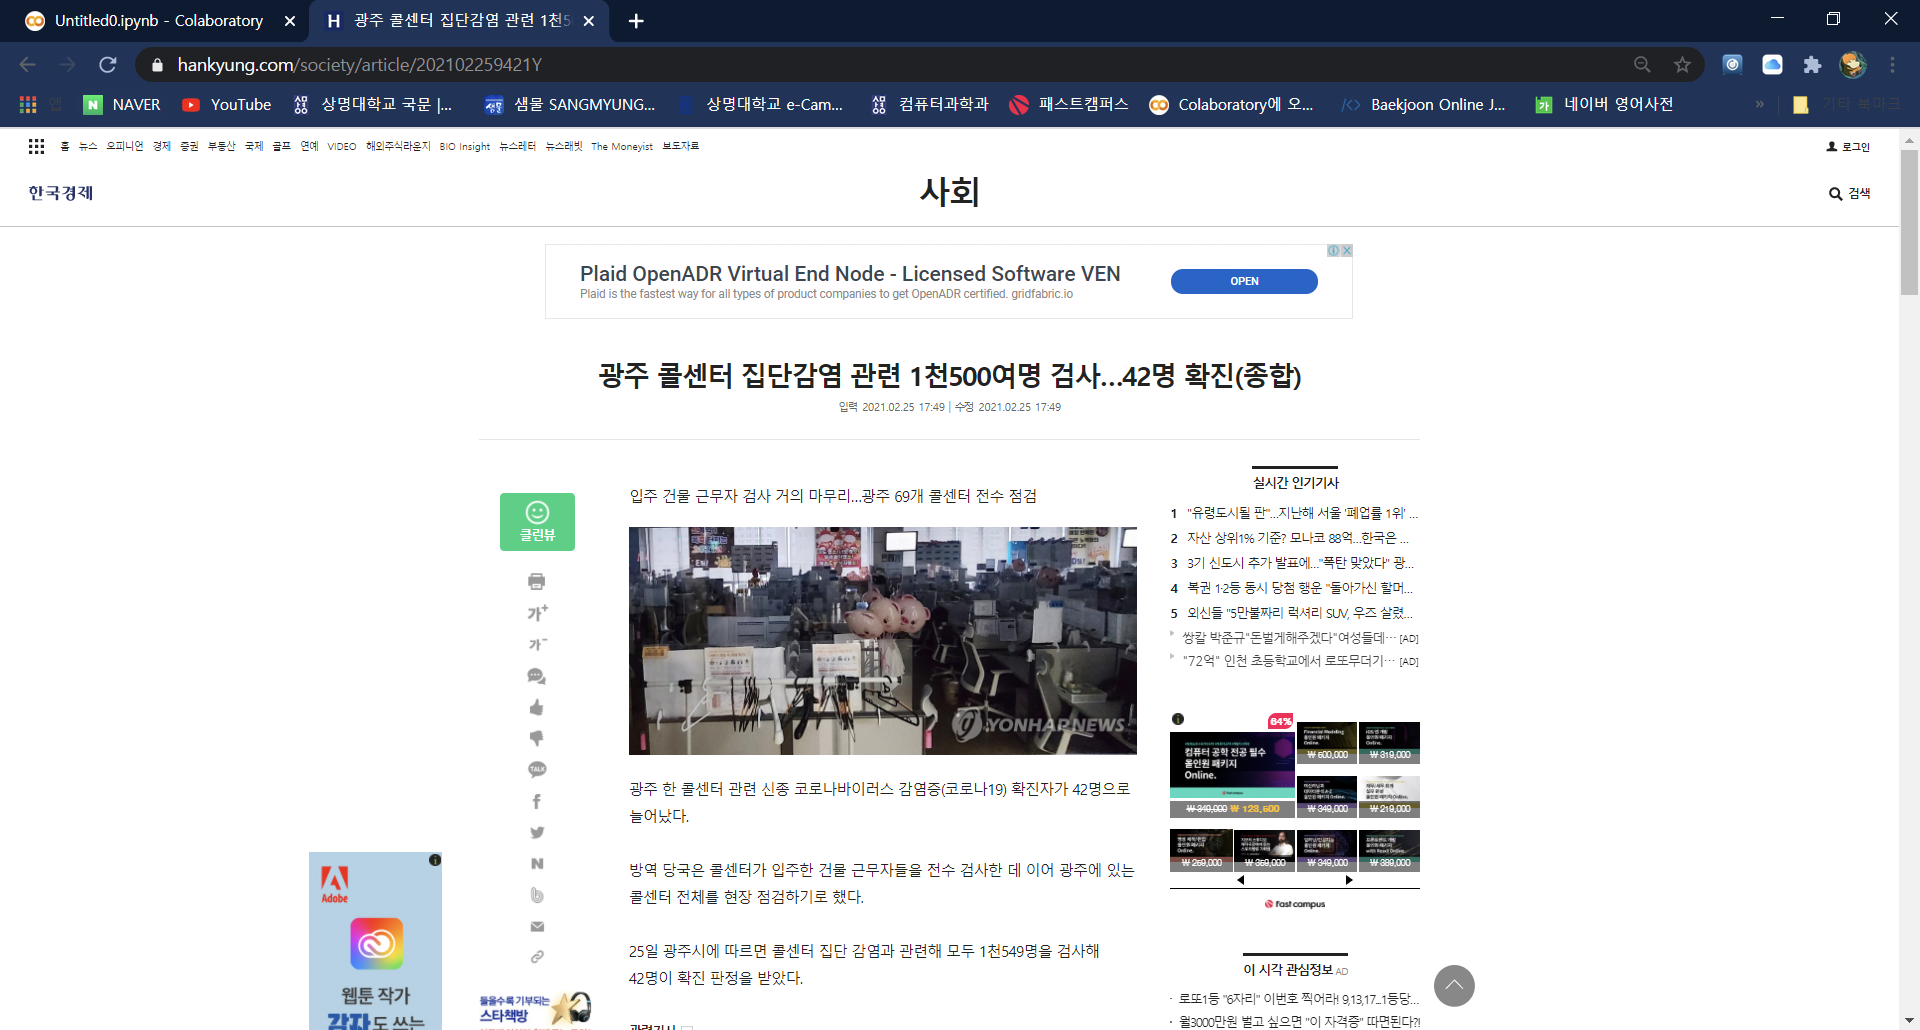 Untitled0.ipynb - Colaboratory
광주 콜센터 집단감염 관련 1천5
hankyung.com/society/article/202102259421Y
앱
NAVER
YouTube
상명대학교 국문 |...
샘물 SANGMYUNG...
상명대학교 e-Cam...
컴퓨터과학과
패스트캠퍼스
Colaboratory에 오...
Baekjoon Online J...
네이버 영어사전
»
기타 북마크
홈 뉴스 오피니언 경제 증권 부동산 국제 골프 연예 VIDEO 해외주식라운지 BIO Insight 뉴스레터 뉴스래빗 The Moneyist 보도자료
로그인
한국경제
사회
검색
Plaid OpenADR Virtual End Node - Licensed Software VEN
Plaid is the fastest way for all types of product companies to get OpenADR certified. gridfabric.io
OPEN
광주 콜센터 집단감염 관련 1천500여명 검사…42명 확진(종합)
입력 2021.02.25 17:49 | 수정 2021.02.25 17:49
클린뷰
가+
가-
TALK
입주 건물 근무자 검사 거의 마무리…광주 69개 콜센터 전수 점검
YONHAPNEWS
광주 한 콜센터 관련 신종 코로나바이러스 감염증(코로나19) 확진자가 42명으로
늘어났다.
방역 당국은 콜센터가 입주한 건물 근무자들을 전수 검사한 데 이어 광주에 있는
콜센터 전체를 현장 점검하기로 했다.
25일 광주시에 따르면 콜센터 집단 감염과 관련해 모두 1천549명을 검사해
42명이 확진 판정을 받았다.
관련기사
실시간 인기기사
1 "유령도시될 판"…지난해 서울 '폐업률 1위' ...
2 자산 상위1% 기준? 모나코 88억…한국은 ...
3 3기 신도시 추가 발표에…"폭탄 맞았다" 광...
4 복권 1·2등 동시 당첨 행운 "돌아가신 할머...
5 외신들 "5만불짜리 럭셔리 SUV, 우즈 살렸...
쌍칼 박준규"돈벌게해주겠다"여성들데… [AD]
"72억" 인천 초등학교에서 로또무더기… [AD]
64%
컴퓨터 공학 전공 필수
올인원 패키지
Online.
₩ 340,000 ₩ 123,500
₩ 500,000
₩ 319,000
₩ 349,000
₩ 219,000
₩ 259,000
₩ 359,000
₩ 349,000
₩ 389,000
fast campus
이 시각 관심정보 AD
· 로또1등 "6자리" 이번호 찍어라! 9,13,17...1등당...
· 월3000만원 벌고 싶으면 "이 자격증" 따면된다?!
Adobe
웹툰 작가
감자도 쓰는
들을수록 기부되는
스타책방